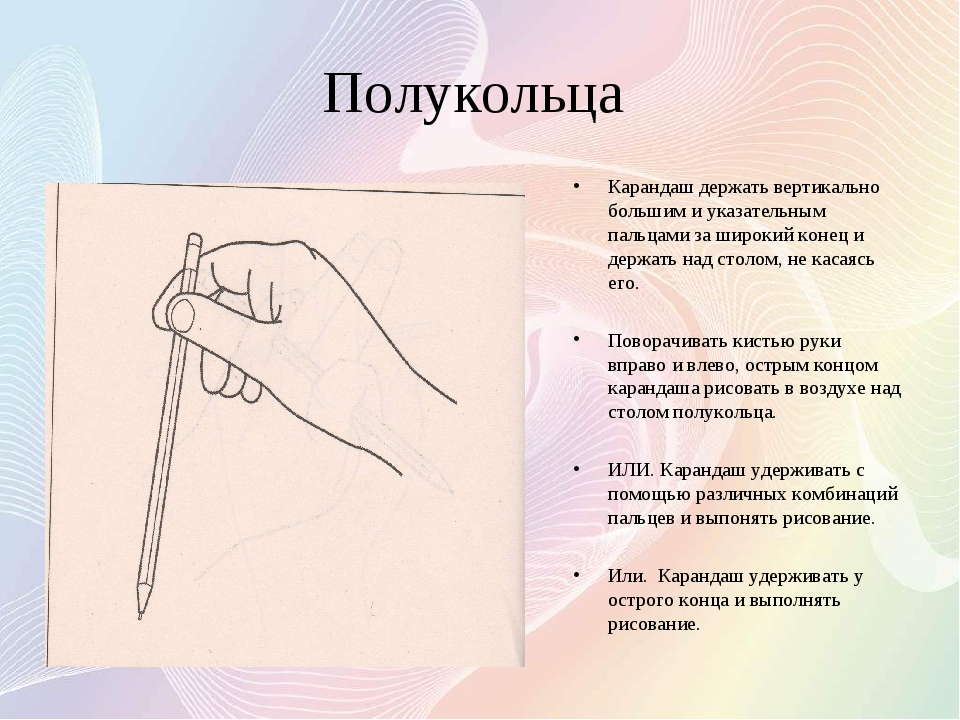 Полукольца
• Карандаш держать вертикально
большим и указательным
пальцами за широкий конец и
держать над столом, не касаясь
его.
• Поворачивать кистью руки
вправо и влево, острым концом
карандаша рисовать в воздухе над
столом полукольца.
• ИЛИ. Карандаш удерживать с
помощью различных комбинаций
пальцев и выпонять рисование.
• Или.  Карандаш удерживать у
острого конца и выполнять
рисование.